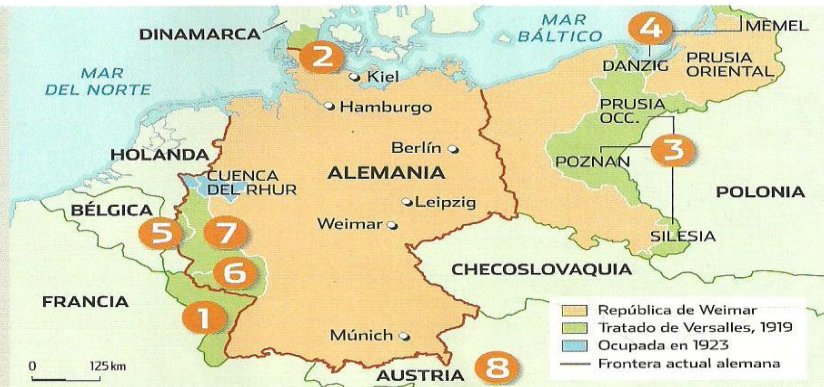 DINAMARCA
MAR
BÁLTICO
4
MEMEL
2
DANZIG
PRUSIA
ORIENTAL
MAR
DEL NORTE
Kiel
Hamburgo
PRUSIA
OCC.
HOLANDA
Berlín
POZNAN
3
CUENCA
DEL RHUR
ALEMANIA
POLONIA
BÉLGICA
Leipzig
5
7
Weimar
SILESIA
6
CHECOSLOVAQUIA
FRANCIA
1
República de Weimar
Tratado de Versalles, 1919
Múnich
Ocupada en 1923
Frontera actual alemana
0 125 km
AUSTRIA
8